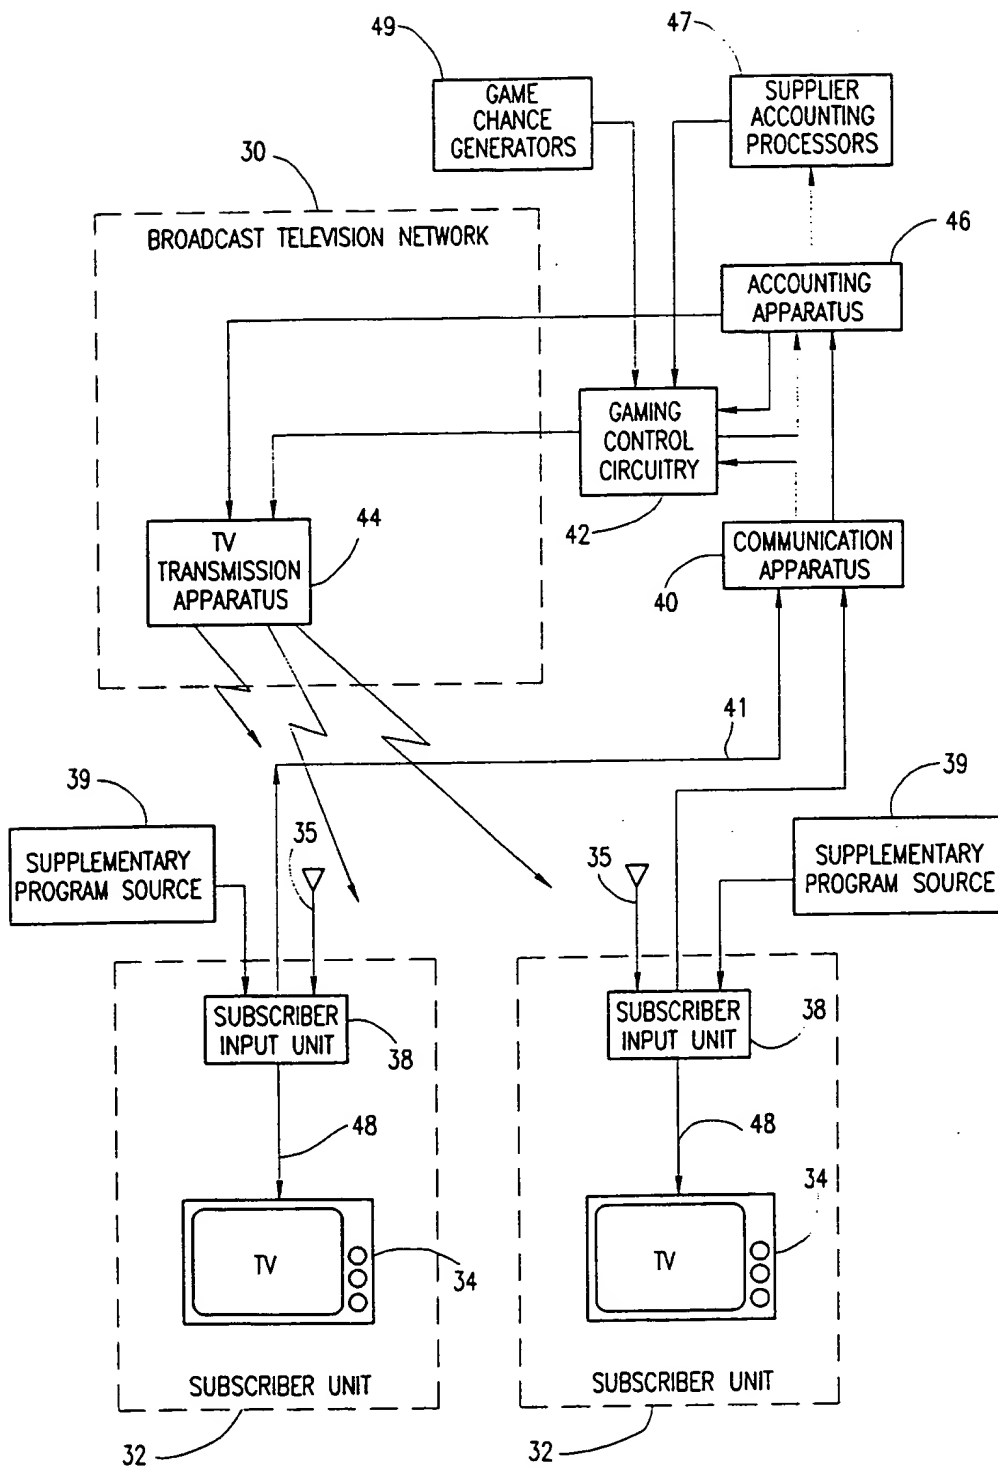 49
47
GAME
CHANCE
GENERATORS
SUPPLIER
ACCOUNTING
PROCESSORS
30
BROADCAST TELEVISION NETWORK
46
ACCOUNTING
APPARATUS
GAMING
CONTROL
CIRCUITRY
44
42
TV
TRANSMISSION
APPARATUS
COMMUNICATION
APPARATUS
40
41
39
39
35
35
SUPPLEMENTARY
PROGRAM SOURCE
SUPPLEMENTARY
PROGRAM SOURCE
SUBSCRIBER
INPUT UNIT
38
SUBSCRIBER
INPUT UNIT
38
48
48
34
TV
34
TV
SUBSCRIBER UNIT
SUBSCRIBER UNIT
32
32